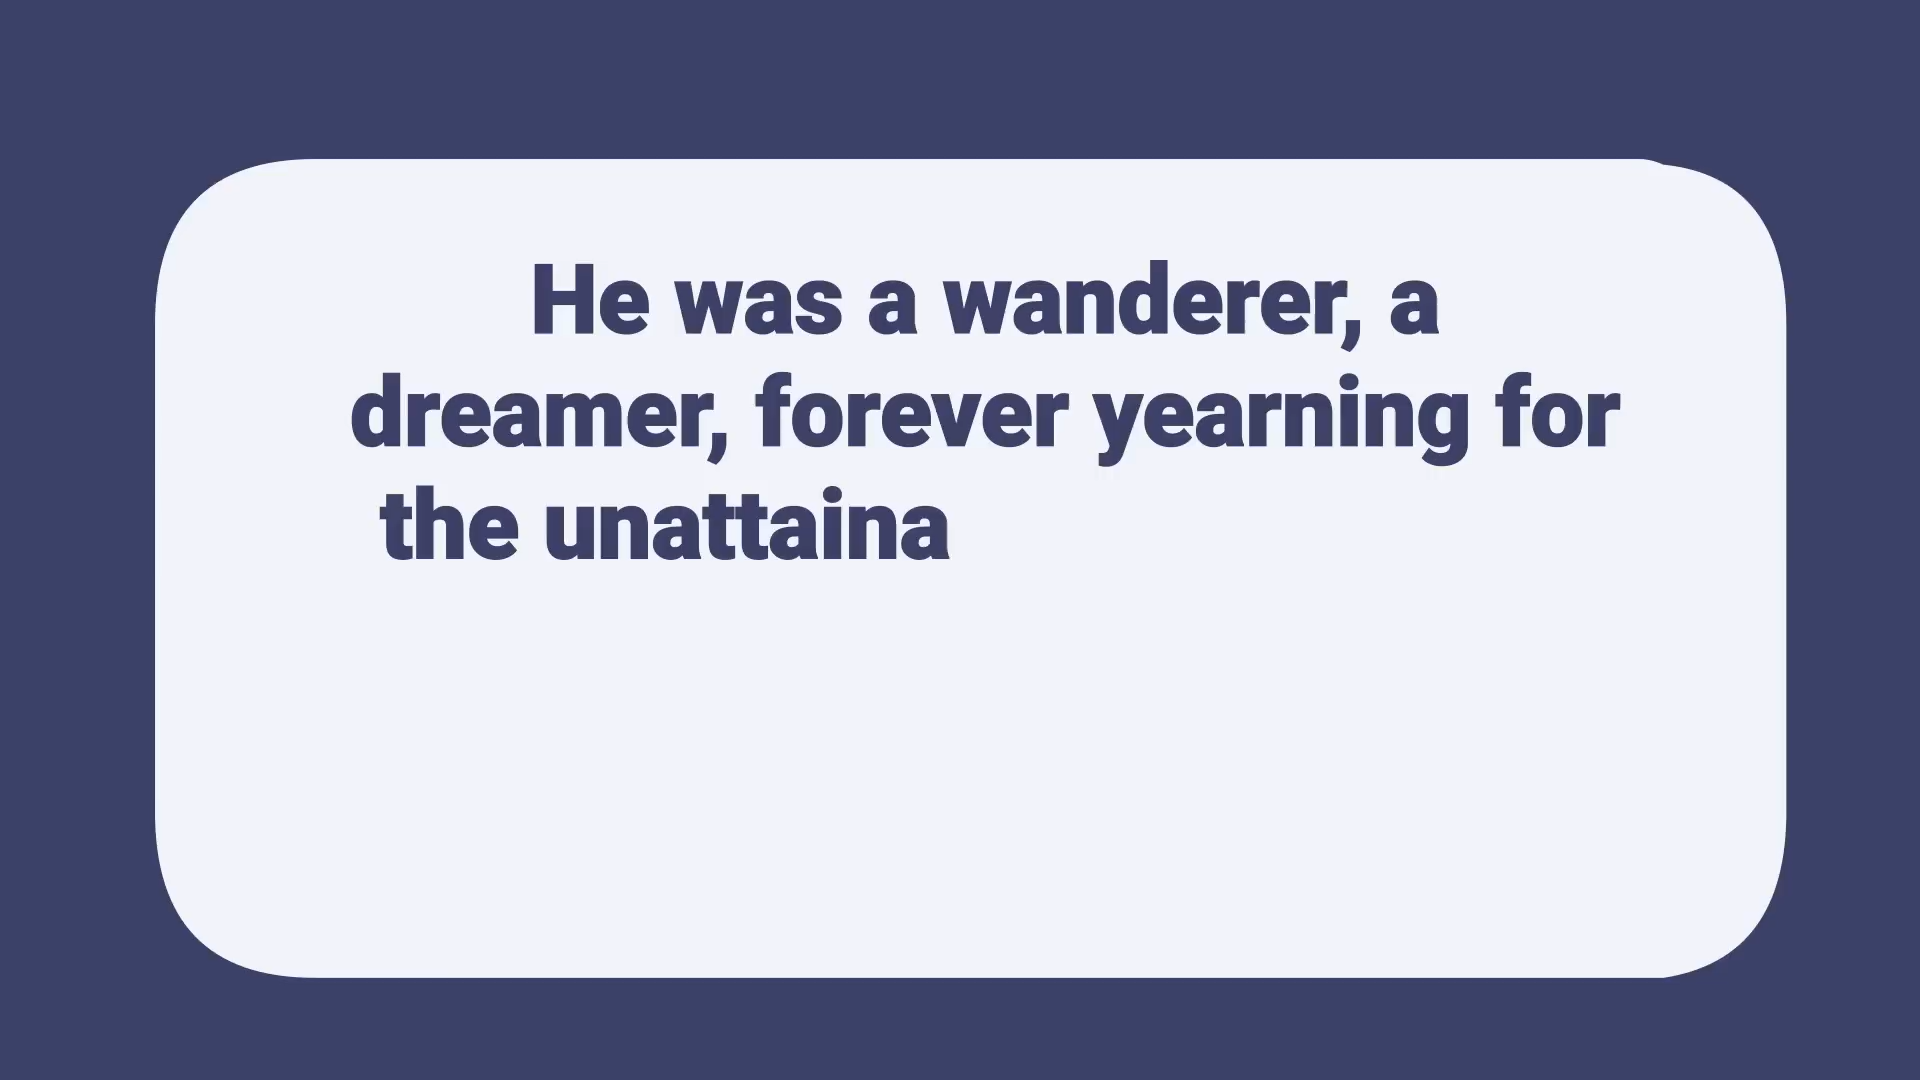 He was a wanderer, a
dreamer, forever yearning for
the unattaina